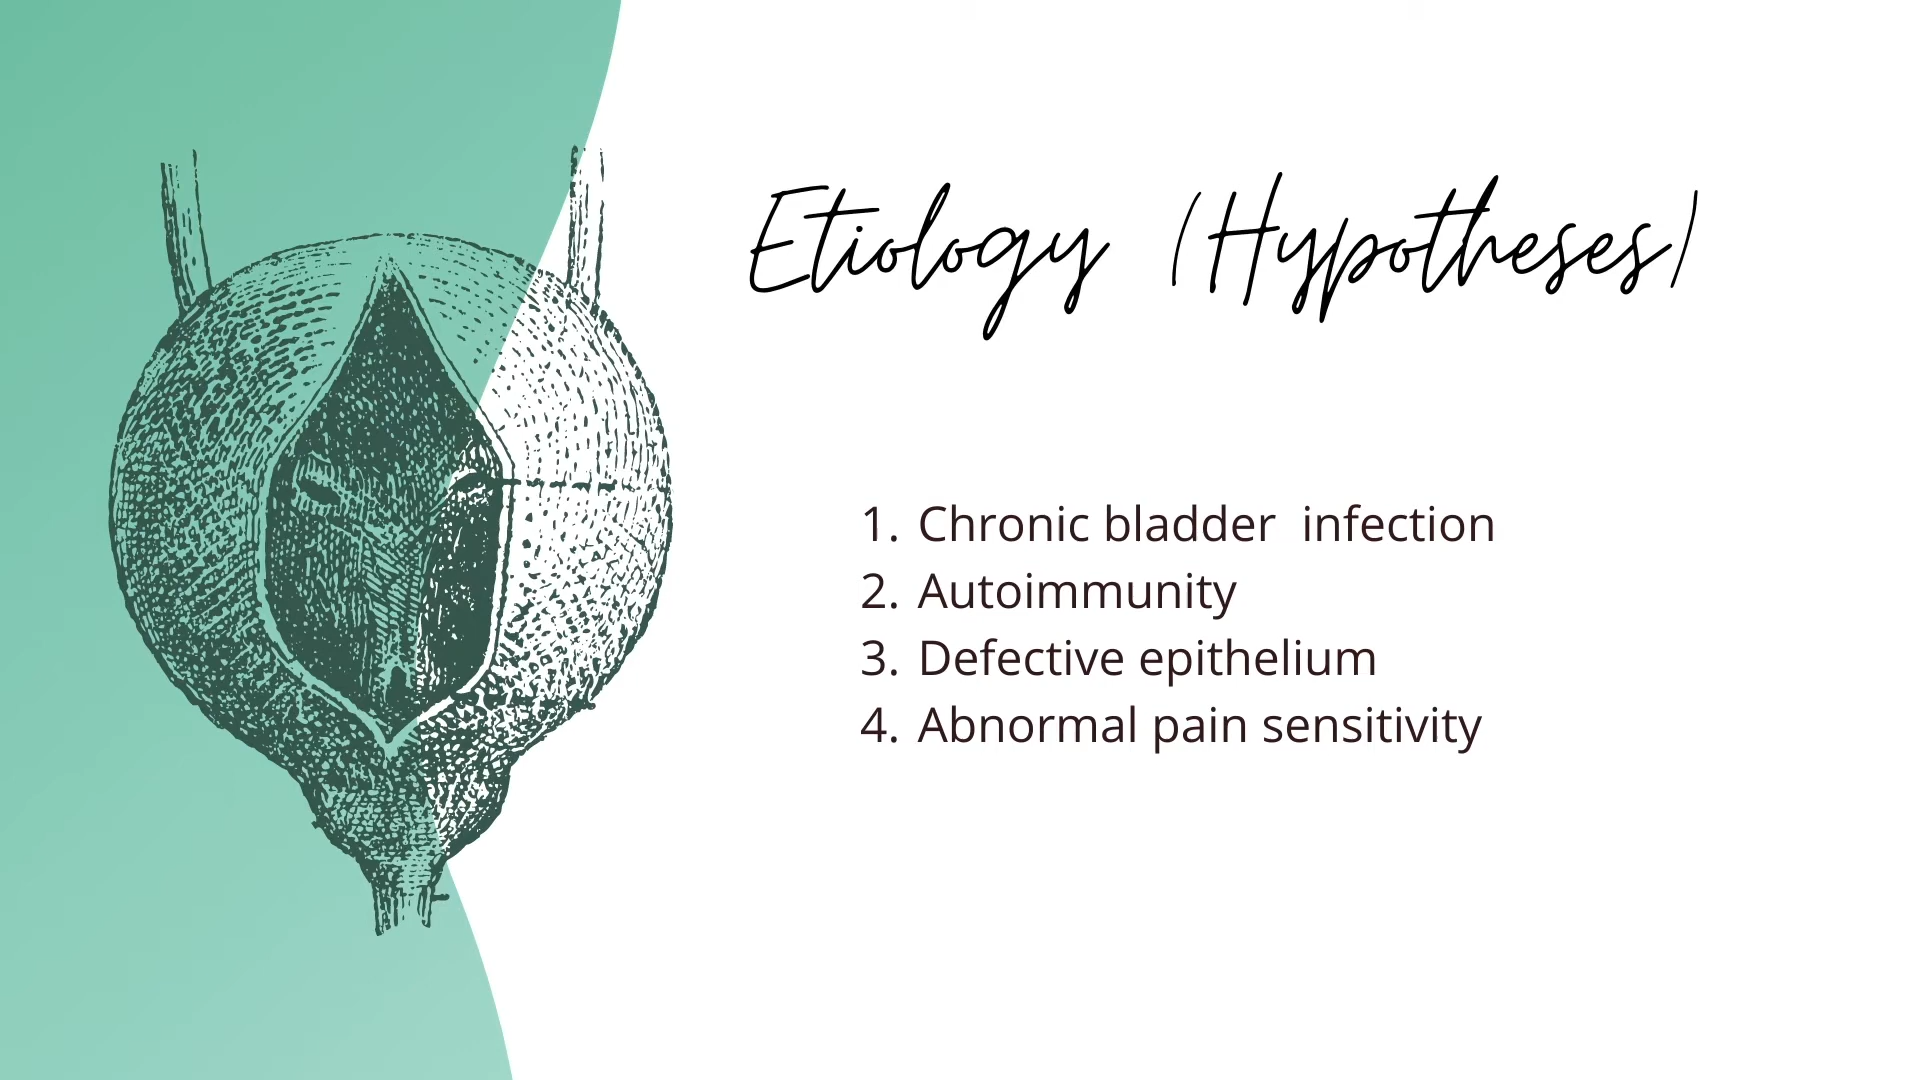 Etiology (Hypotheses)
1. Chronic bladder  infection
2. Autoimmunity
3. Defective epithelium
4. Abnormal pain sensitivity